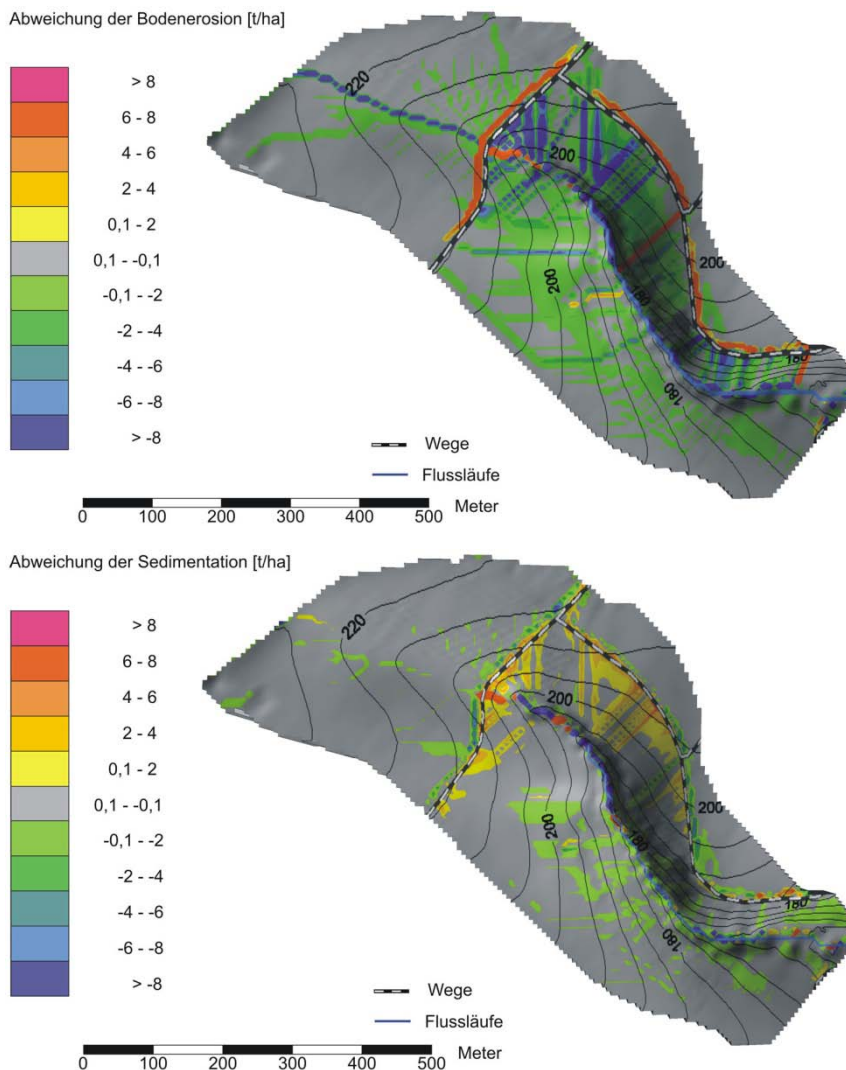 Abweichung der Bodenerosion [t/ha]
> 8
6 - 8
4 - 6
2 - 4
0,1 - 2
0,1 - -0,1
-0,1 - -2
-2 - -4
-4 - -6
-6 - -8
> -8
220
200
200
200
180
180
180
Wege
Flussläufe
0 100 200 300 400 500 Meter
Abweichung der Sedimentation [t/ha]
> 8
6 - 8
4 - 6
2 - 4
0,1 - 2
0,1 - -0,1
-0,1 - -2
-2 - -4
-4 - -6
-6 - -8
> -8
220
200
200
200
180
180
180
Wege
Flussläufe
0 100 200 300 400 500 Meter